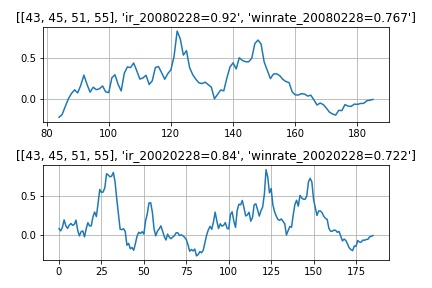 [[43, 45, 51, 55], 'ir_20080228=0.92', 'winrate_20080228=0.767']
0.5
0.0
80 100 120 140 160 180
[[43, 45, 51, 55], 'ir_20020228=0.84', 'winrate_20020228=0.722']
0.5
0.0
0 25 50 75 100 125 150 175